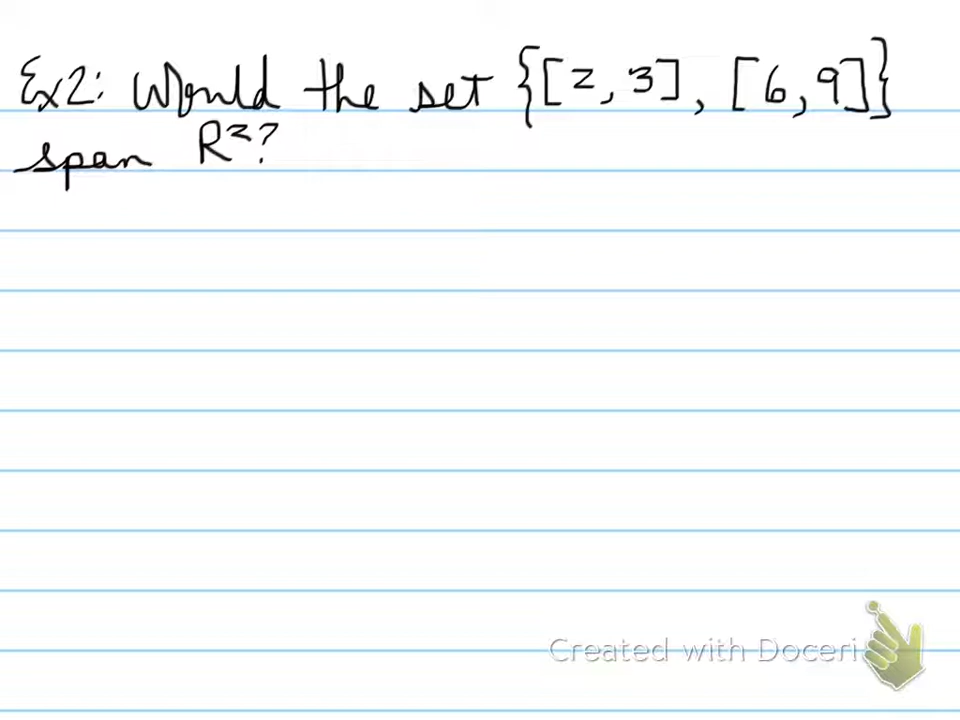 Ex2: Would the set {[2,3], [6,9]}
span R²?
Created with Doceri